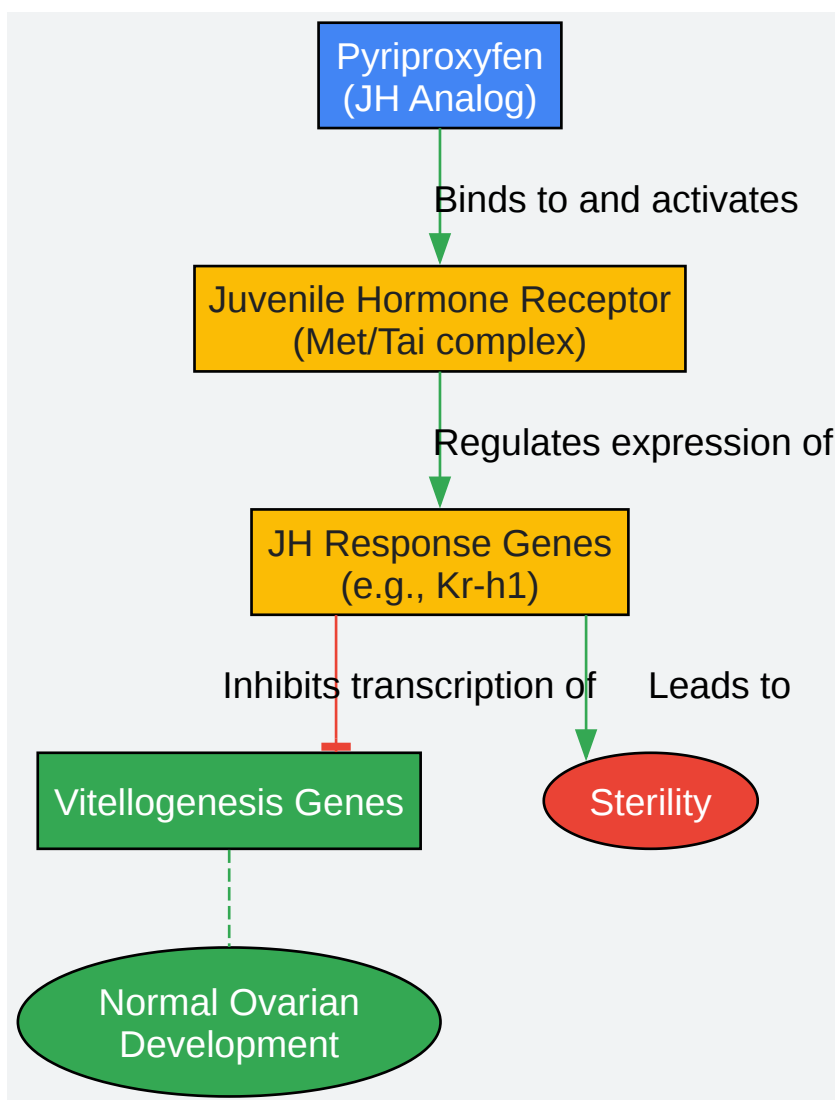 Pyriproxyfen
(JH Analog)
Binds to and activates
Juvenile Hormone Receptor
(Met/Tai complex)
Regulates expression of
JH Response Genes
(e.g., Kr-h1)
Inhibits transcription of
Leads to
Vitellogenesis Genes
Sterility
Normal Ovarian
Development